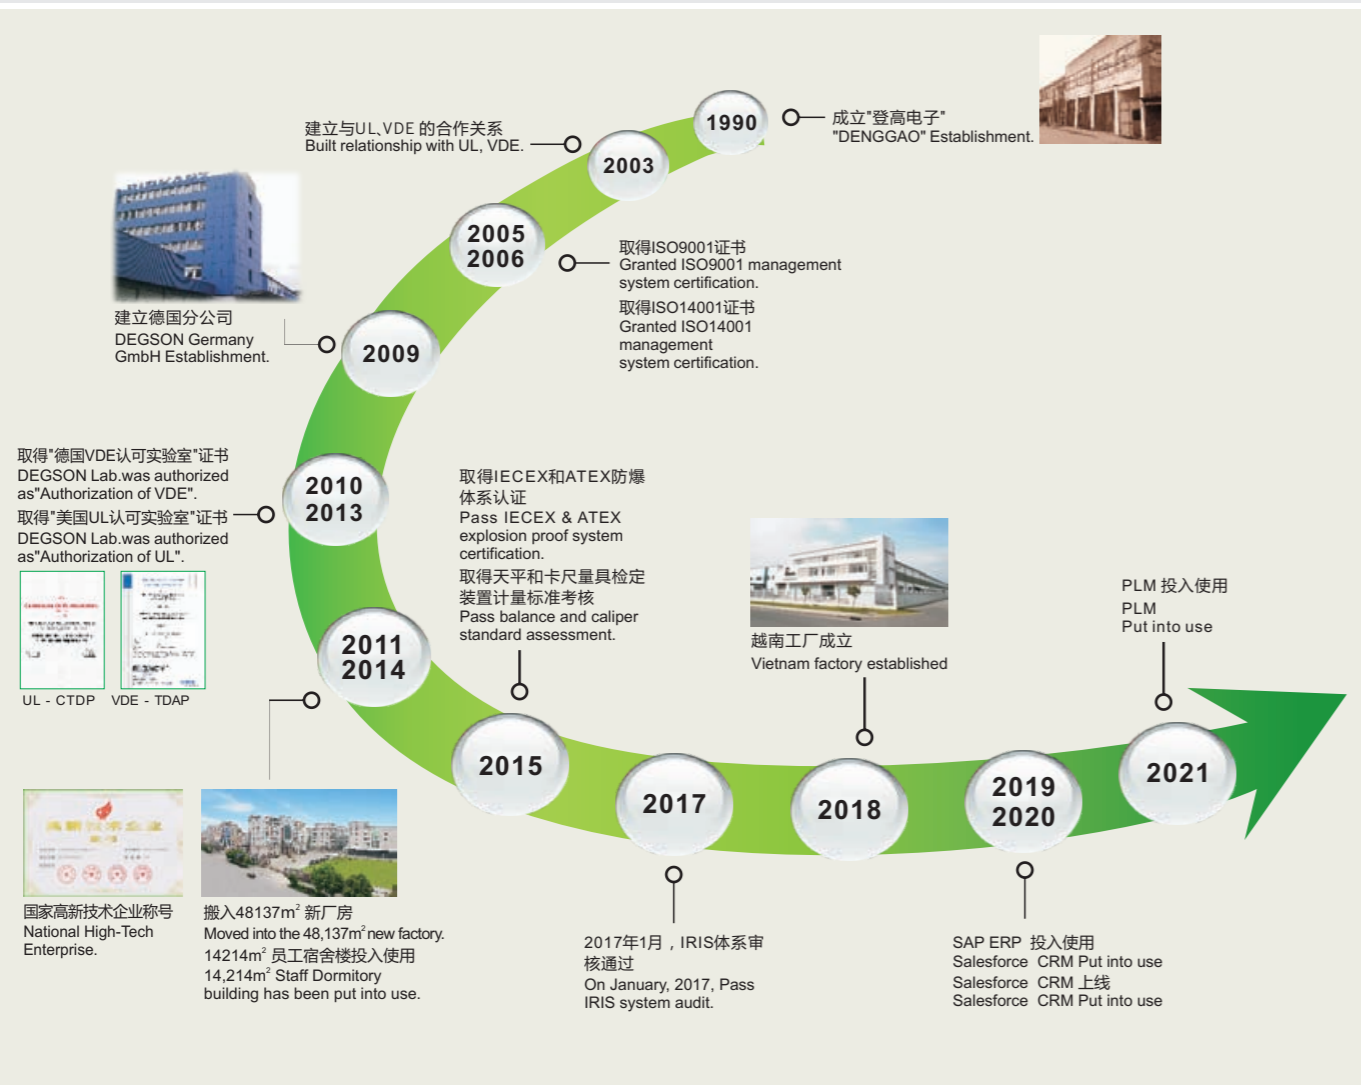 1990
成立"登高电子"
"DENGGAO" Establishment.
2003
建立与UL、VDE 的合作关系
Built relationship with UL, VDE.
2005
2006
取得ISO9001证书
Granted ISO9001 management
system certification.
取得ISO14001证书
Granted ISO14001
management
system certification.
2009
建立德国分公司
DEGSON Germany
GmbH Establishment.
2010
2013
取得"德国VDE认可实验室"证书
DEGSON Lab.was authorized
as"Authorization of VDE".
取得"美国UL认可实验室"证书
DEGSON Lab.was authorized
as"Authorization of UL".
UL - CTDP
VDE - TDAP
2011
2014
国家高新技术企业称号
National High-Tech
Enterprise.
搬入48137m² 新厂房
Moved into the 48,137m² new factory.
14214m² 员工宿舍楼投入使用
14,214m² Staff Dormitory
building has been put into use.
2015
取得IECEX和ATEX防爆
体系认证
Pass IECEX & ATEX
explosion proof system
certification.
取得天平和卡尺量具检定
装置计量标准考核
Pass balance and caliper
standard assessment.
2017
2017年1月，IRIS体系审
核通过
On January, 2017, Pass
IRIS system audit.
2018
越南工厂成立
Vietnam factory established
2019
2020
SAP ERP 投入使用
Salesforce CRM Put into use
Salesforce CRM 上线
Salesforce CRM Put into use
2021
PLM 投入使用
PLM
Put into use